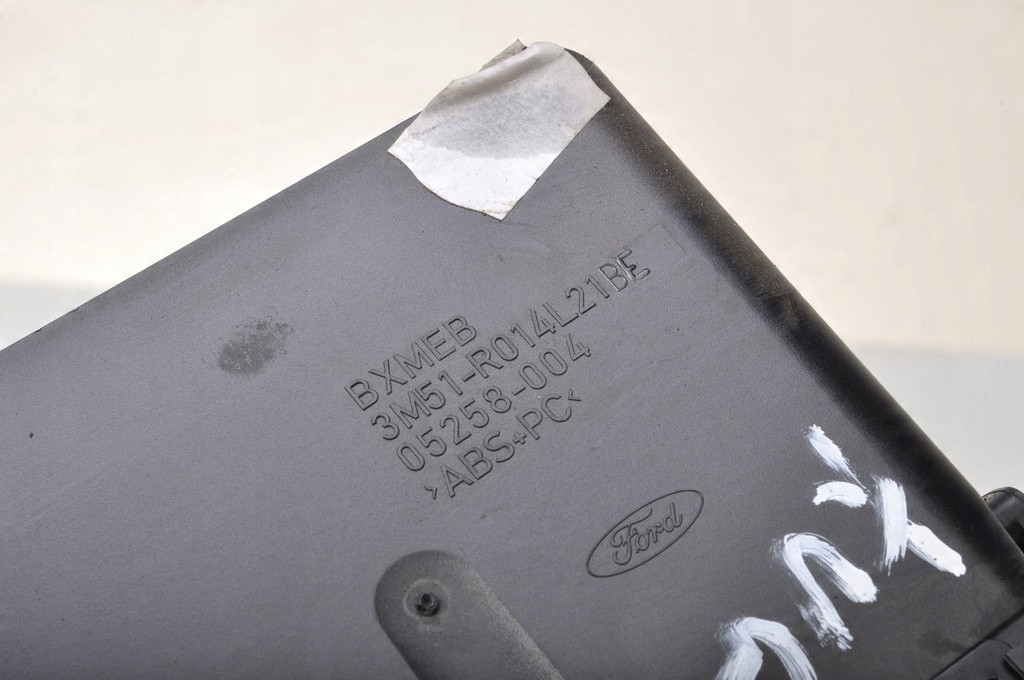 BXMEB
3M51-R014L21BE
05258-004
>ABS+PC<
Ford